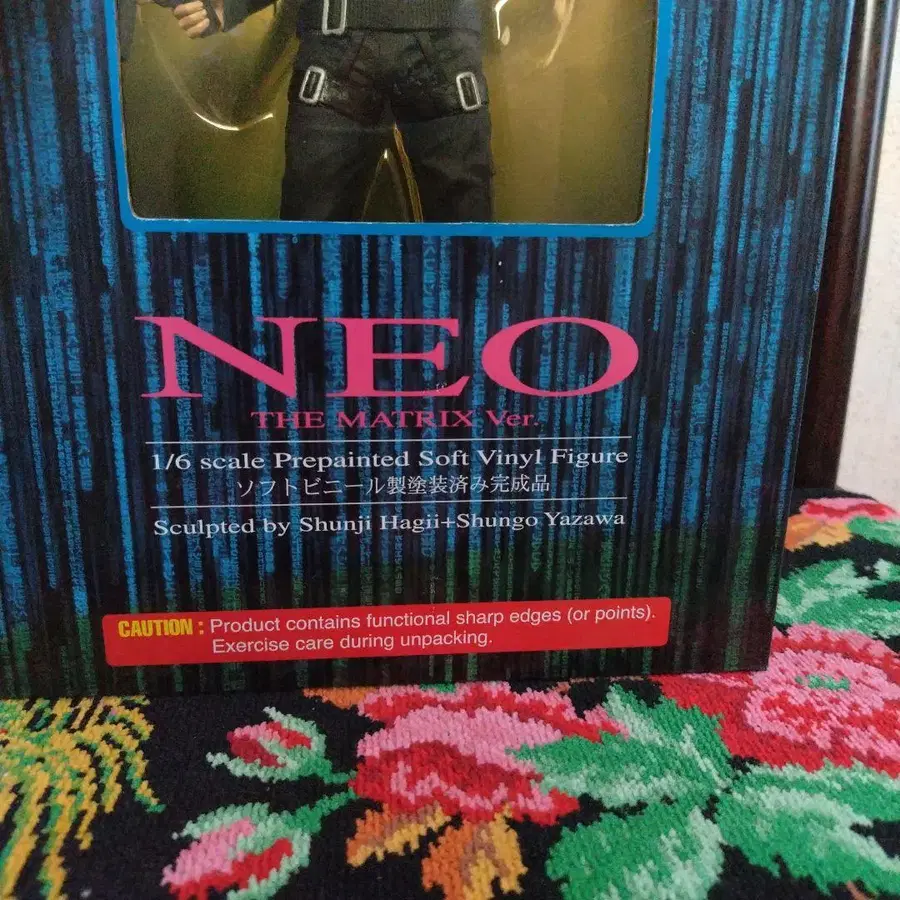 NEO
THE MATRIX Ver.
1/6 scale Prepainted Soft Vinyl Figure
ソフトビニール製塗装済み完成品
Sculpted by Shunji Hagii+Shungo Yazawa
CAUTION : Product contains functional sharp edges (or points).
Exercise care during unpacking.